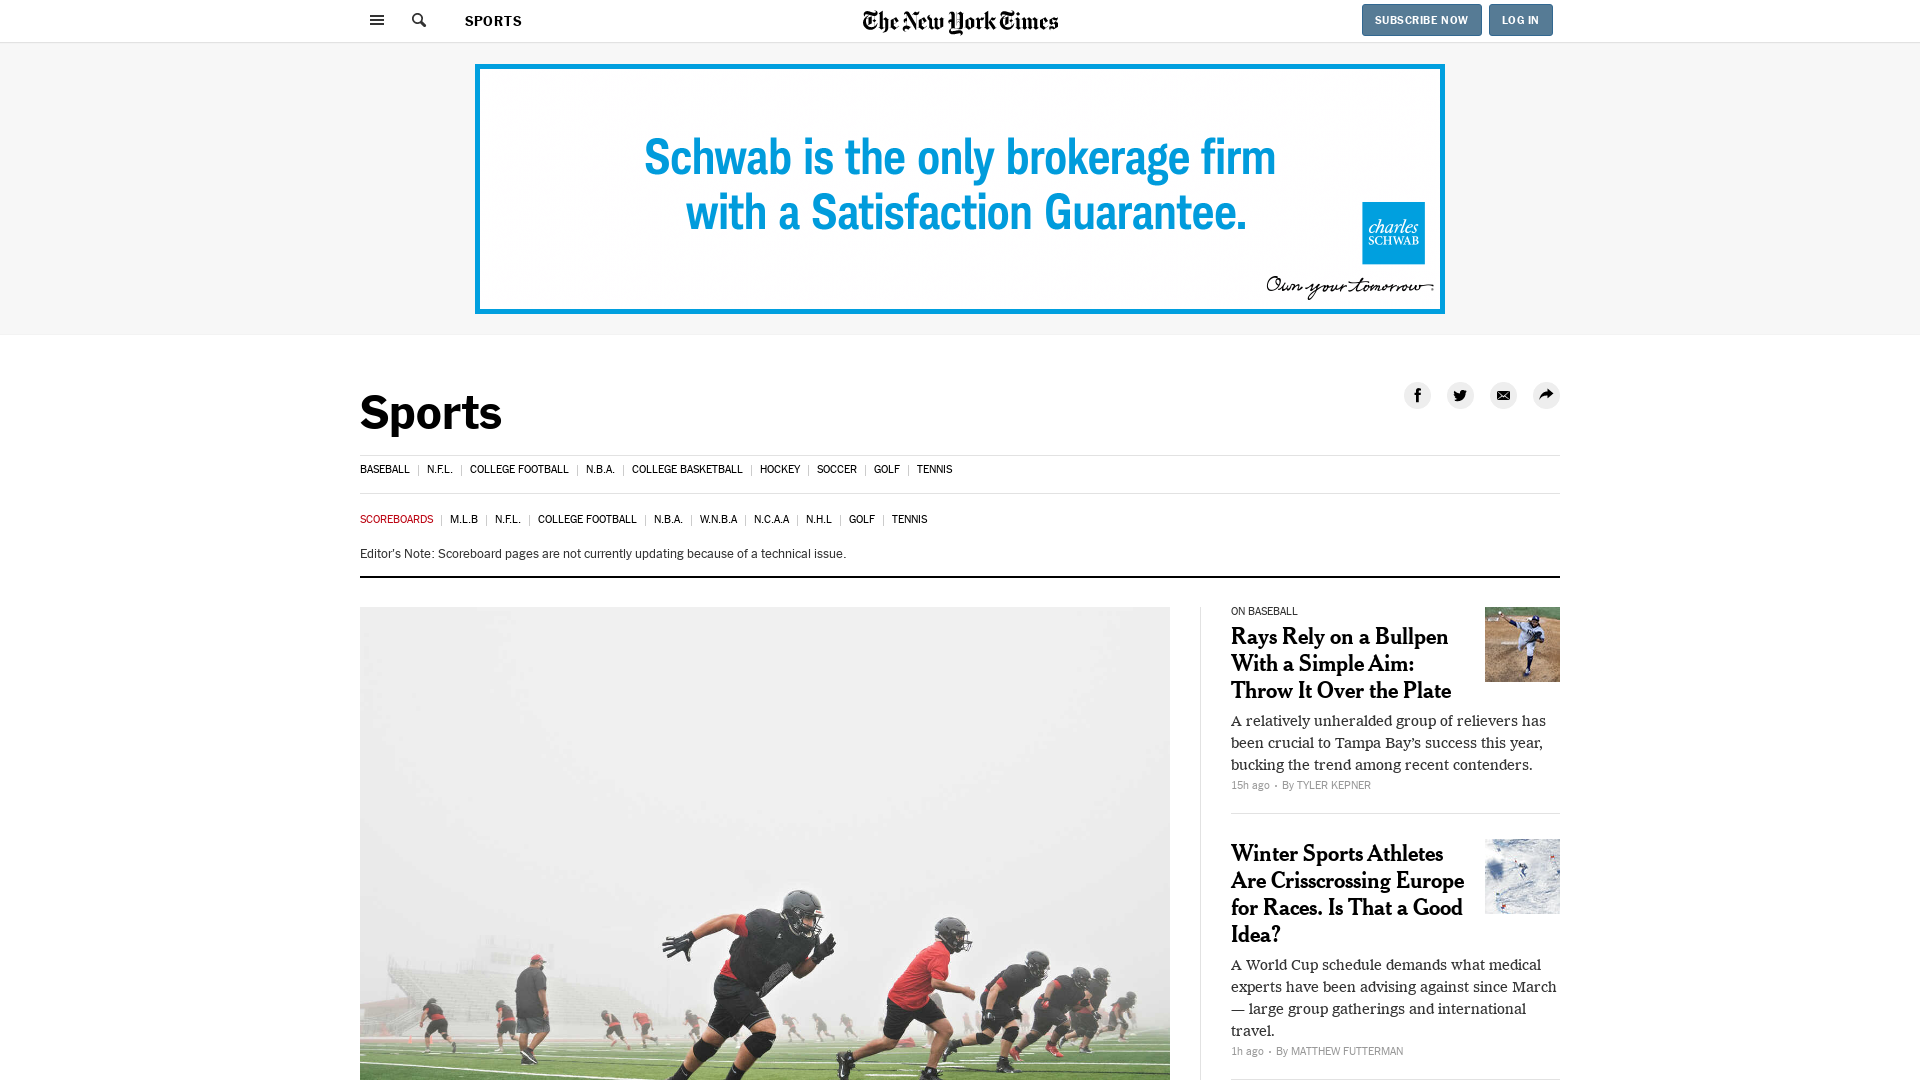 SPORTS
The New York Times
SUBSCRIBE NOW
LOG IN
Schwab is the only brokerage firm
with a Satisfaction Guarantee.
charles
SCHWAB
Own your tomorrow.
Sports
BASEBALL
N.F.L.
COLLEGE FOOTBALL
N.B.A.
COLLEGE BASKETBALL
HOCKEY
SOCCER
GOLF
TENNIS
SCOREBOARDS
M.L.B
N.F.L.
COLLEGE FOOTBALL
N.B.A.
W.N.B.A
N.C.A.A
N.H.L
GOLF
TENNIS
Editor's Note: Scoreboard pages are not currently updating because of a technical issue.
ON BASEBALL
Rays Rely on a Bullpen
With a Simple Aim:
Throw It Over the Plate
A relatively unheralded group of relievers has
been crucial to Tampa Bay’s success this year,
bucking the trend among recent contenders.
15h ago • By TYLER KEPNER
Winter Sports Athletes
Are Crisscrossing Europe
for Races. Is That a Good
Idea?
A World Cup schedule demands what medical
experts have been advising against since March
— large group gatherings and international
travel.
1h ago • By MATTHEW FUTTERMAN